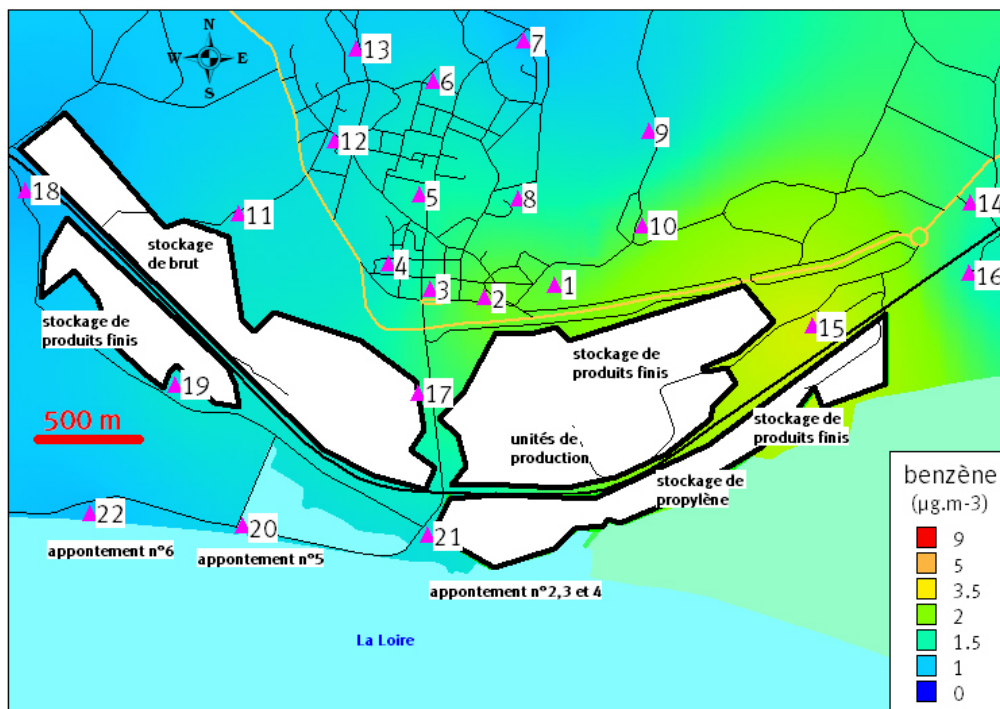 N
W E
S
13
7
6
9
12
18
5
8
14
11
10
stockage
de brut
4
16
3
2
1
stockage de
produits finis
15
stockage de
produits finis
19
17
500 m
unités de
production
stockage de
produits finis
stockage de
propylène
benzène
(µg.m-3)
9
5
3.5
2
1.5
1
0
22
20
21
appontement n°6
appontement n°5
appontement n°2,3 et 4
La Loire